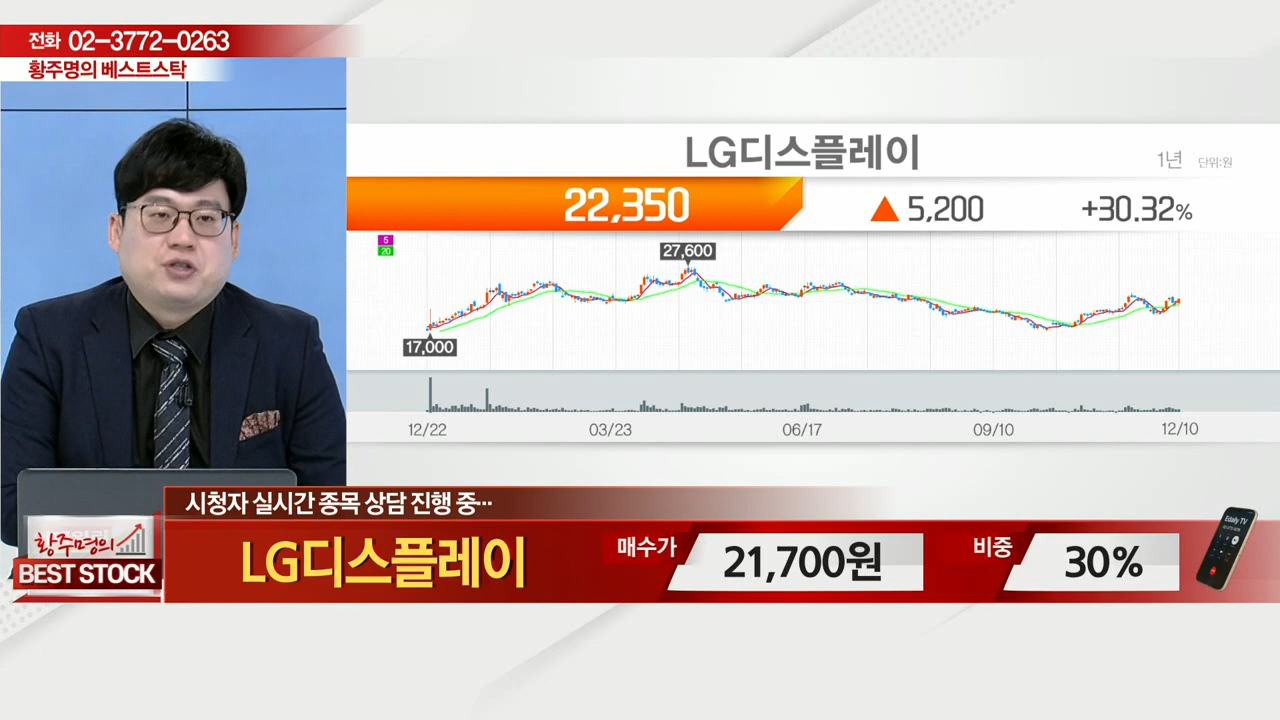 전화 02-3772-0263
황주명의 베스트스탁
LG디스플레이
1년 단위:원
22,350 ▲ 5,200 +30.32%
5
20
27,600
17,000
12/22 03/23 06/17 09/10 12/10
시청자 실시간 종목 상담 진행 중...
황주명의
BEST STOCK
LG디스플레이 매수가 21,700원 비중 30%
Edaily TV